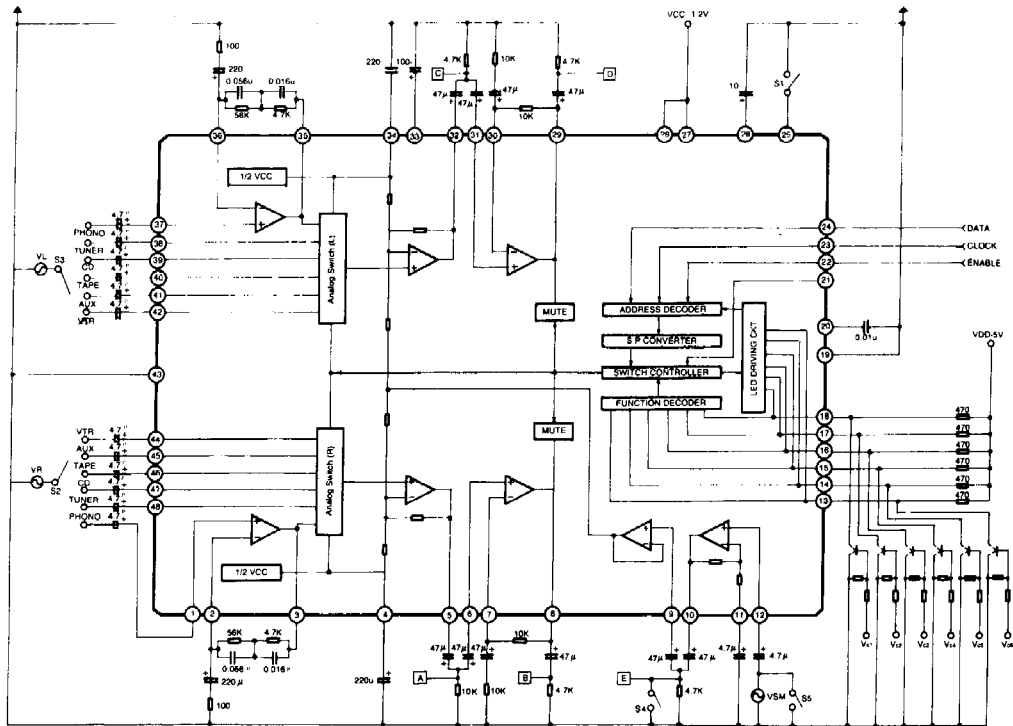 VCC 1.2V
100
220
0.056u 0.016u
56K 4.7K
220
100
4.7K
10K
4.7K
C
D
47μ 47μ 47μ 47μ
10K
10
S1
36 35 34 33 32 31 30 29 28 27 26 25
1/2 VCC
Analog Switch (L)
MUTE
4.7
PHONO
TUNER
CD
TAPE
AUX
VTR
VL
S3
37
38
39
40
41
42
43
24 DATA
23 CLOCK
22 ENABLE
21
20
0.01u
19
VDD-5V
ADDRESS DECODER
S P CONVERTER
SWITCH CONTROLLER
FUNCTION DECODER
LED DRIVING CKT
MUTE
18 470
17 470
16 470
15 470
14 470
13 470
VTR
AUX
TAPE
CD
TUNER
PHONO
VR
S2
44
45
46
47
48
Analog Switch (R)
1/2 VCC
1 2 3 4 5 6 7 8 9 10 11 12
56K 4.7K
0.056μ 0.016μ
220μ
100
220u
47μ 47μ 47μ
10K
47μ
A
B
10K 10K
4.7K
E
47μ 47μ
4.7μ 4.7μ
S4
4.7K
VSM
S5